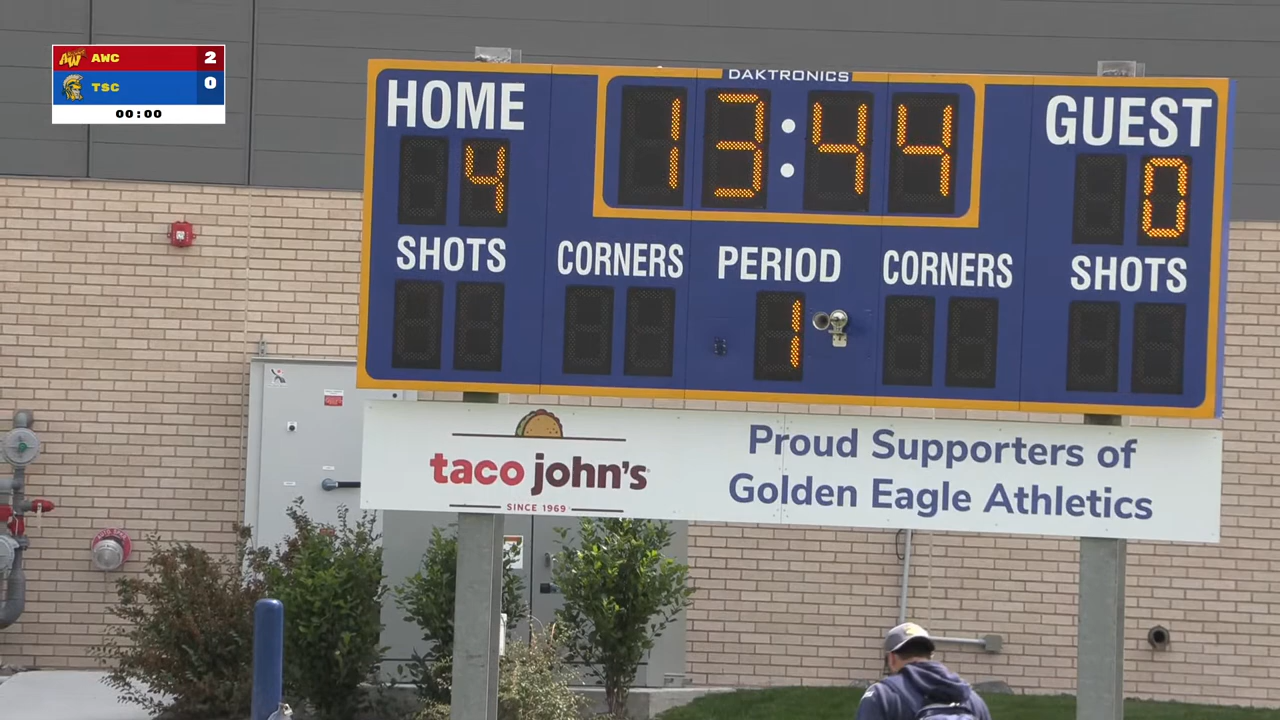 AWC 2
TSC 0
00:00
DAKTRONICS
HOME 13:44 GUEST
4 0
SHOTS CORNERS PERIOD CORNERS SHOTS
1
taco john's
SINCE 1969
Proud Supporters of
Golden Eagle Athletics